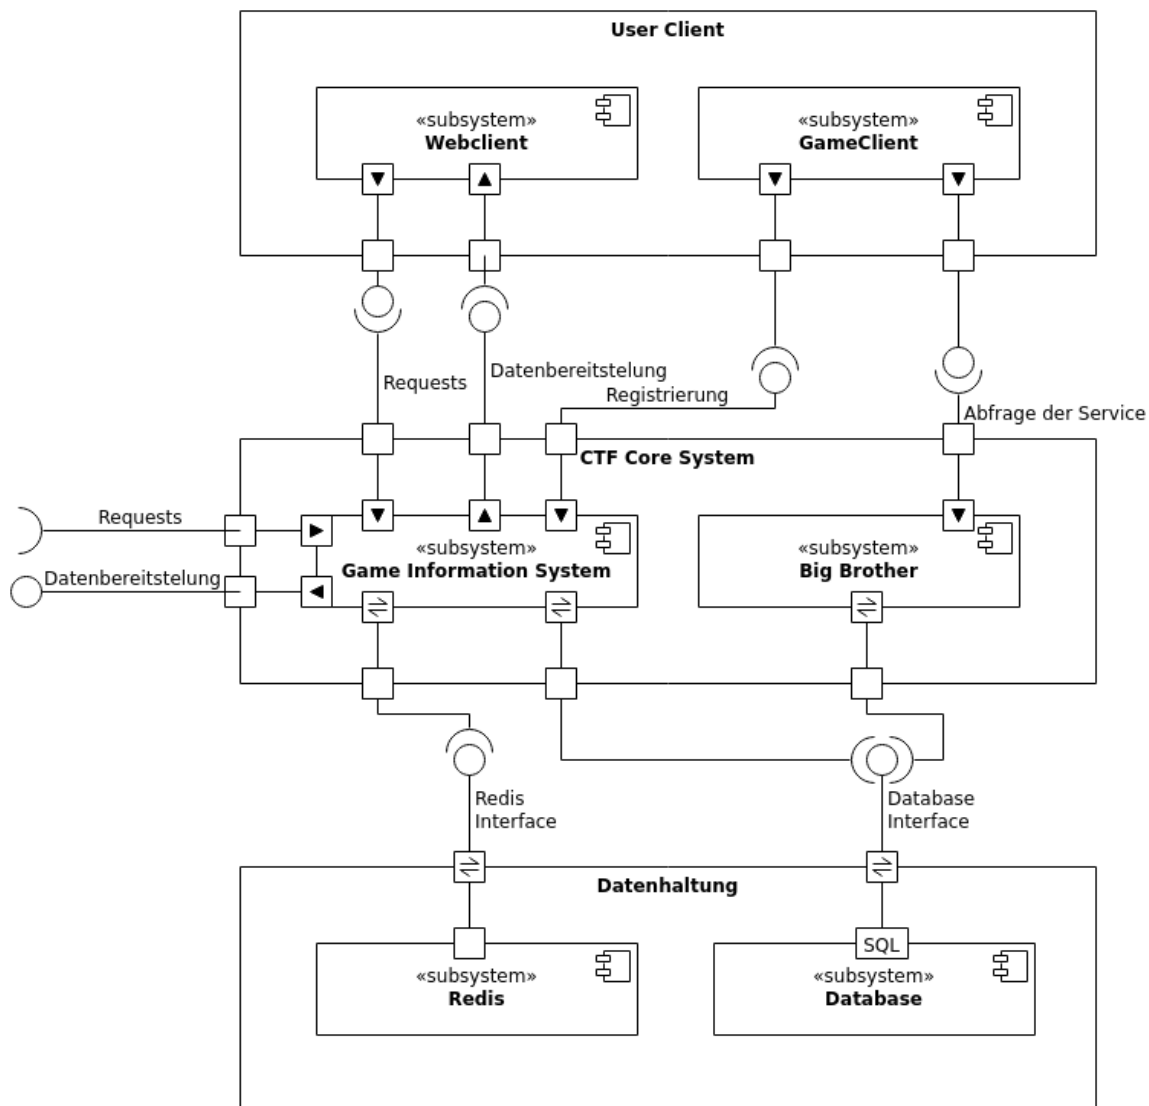 User Client
«subsystem»
Webclient
«subsystem»
GameClient
Requests
Datenbereitstelung
Registrierung
Abfrage der Service
CTF Core System
Requests
Datenbereitstelung
«subsystem»
Game Information System
«subsystem»
Big Brother
Redis
Interface
Database
Interface
Datenhaltung
SQL
«subsystem»
Redis
«subsystem»
Database